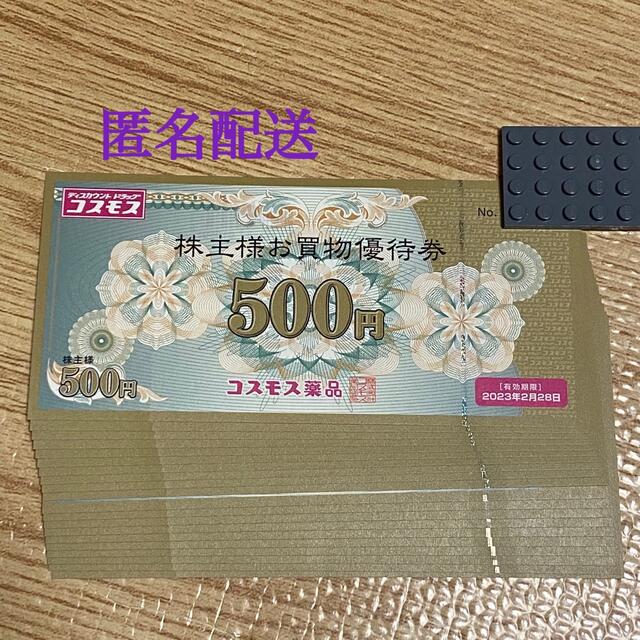 匿名配送
ディスカウント ドラッグ
コスモス
No.
株主様お買物優待券
500円
株主様
500円
コスモス薬品
[有効期限]
2023年2月28日